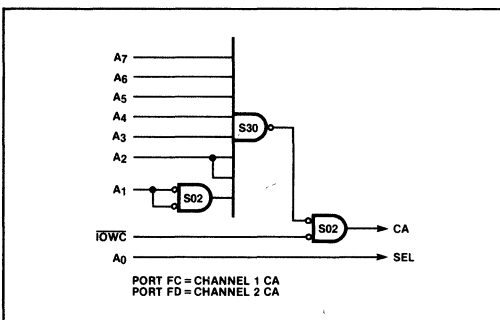 A7
A6
A5
A4
A3
S30
A2
A1
S02
S02
CA
IOWC
A0
SEL
PORT FC = CHANNEL 1 CA
PORT FD = CHANNEL 2 CA